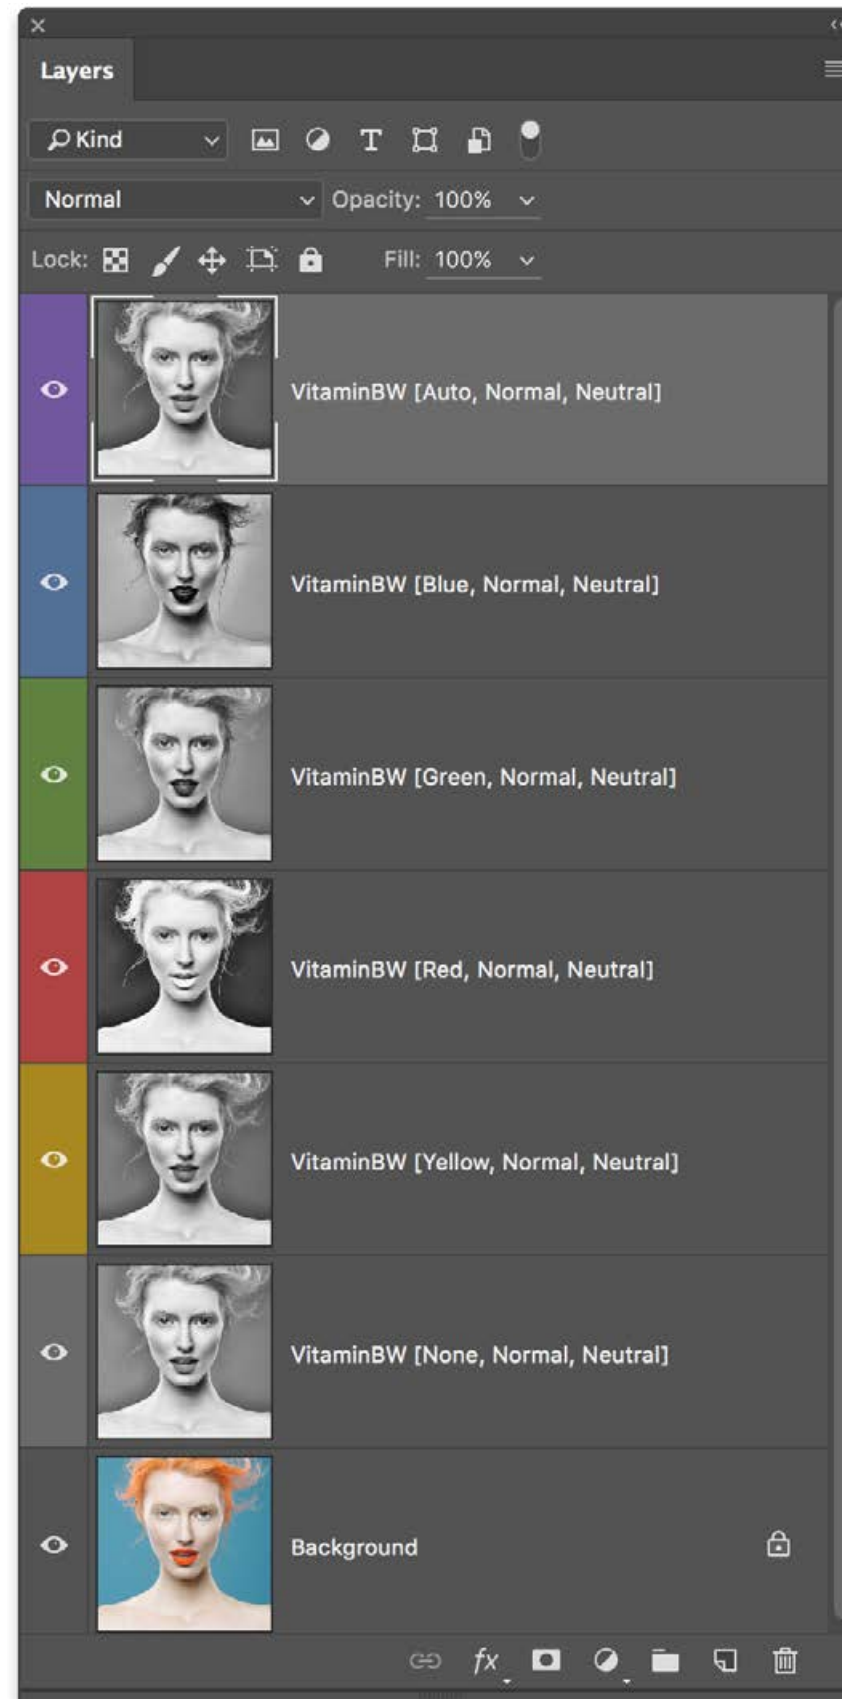 Layers
Kind
Normal Opacity: 100%
Lock: Fill: 100%
VitaminBW [Auto, Normal, Neutral]
VitaminBW [Blue, Normal, Neutral]
VitaminBW [Green, Normal, Neutral]
VitaminBW [Red, Normal, Neutral]
VitaminBW [Yellow, Normal, Neutral]
VitaminBW [None, Normal, Neutral]
Background
fx